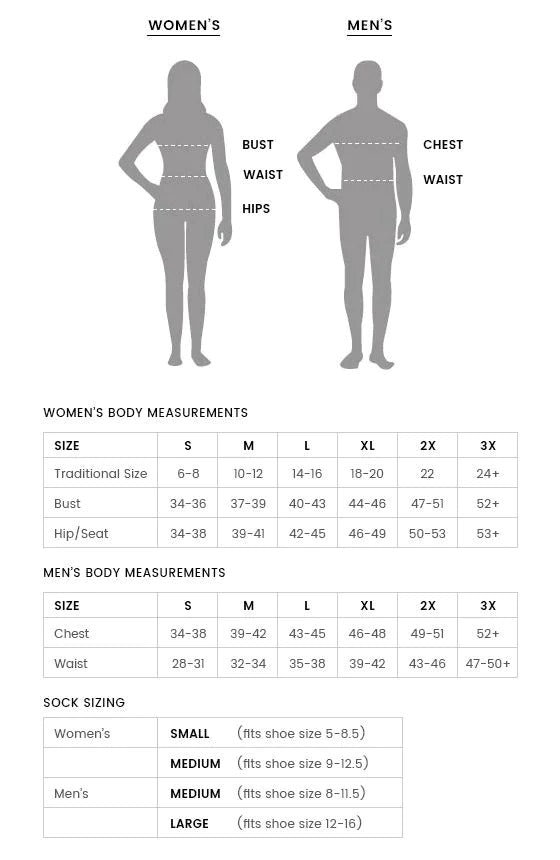 WOMEN'S MEN'S
BUST CHEST
WAIST WAIST
HIPS
WOMEN'S BODY MEASUREMENTS
SIZE S M L XL 2X 3X
Traditional Size 6-8 10-12 14-16 18-20 22 24+
Bust 34-36 37-39 40-43 44-46 47-51 52+
Hip/Seat 34-38 39-41 42-45 46-49 50-53 53+
MEN'S BODY MEASUREMENTS
SIZE S M L XL 2X 3X
Chest 34-38 39-42 43-45 46-48 49-51 52+
Waist 28-31 32-34 35-38 39-42 43-46 47-50+
SOCK SIZING
Women's SMALL (fits shoe size 5-8.5)
MEDIUM (fits shoe size 9-12.5)
Men's MEDIUM (fits shoe size 8-11.5)
LARGE (fits shoe size 12-16)